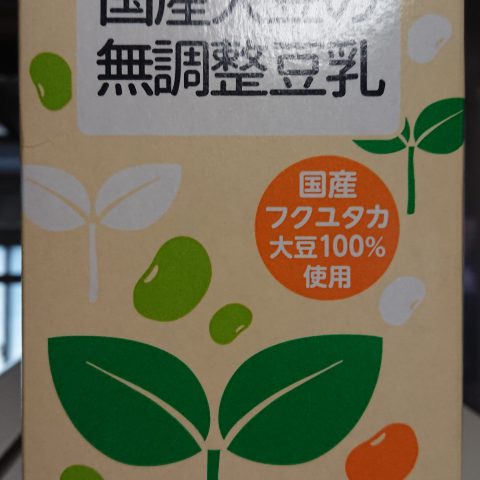 国産大豆の
無調整豆乳
国産
フクユタカ
大豆100%
使用